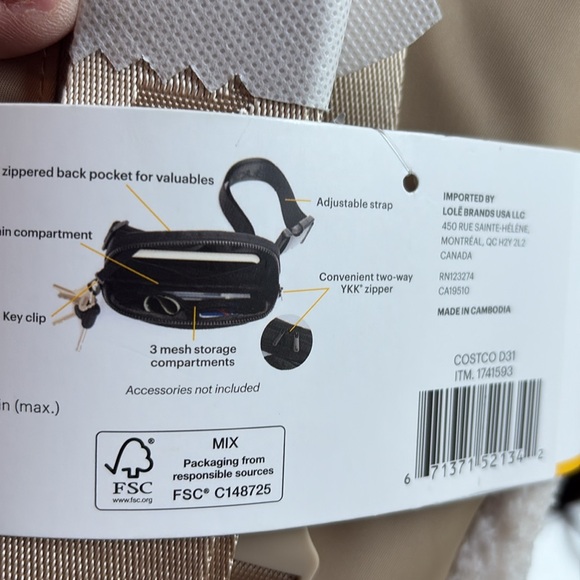 zippered back pocket for valuables
Adjustable strap
compartment
Convenient two-way
YKK® zipper
Key clip
3 mesh storage
compartments
Accessories not included
in (max.)
FSC®
www.fsc.org
MIX
Packaging from
responsible sources
FSC® C148725
IMPORTED BY
LOLË BRANDS USA LLC
450 RUE SAINTE-HÉLÈNE,
MONTRÉAL, QC H2Y 2L2
CANADA
RN123274
CA19510
MADE IN CAMBODIA
COSTCO D31
ITM. 1741593
6 71371 52134 2